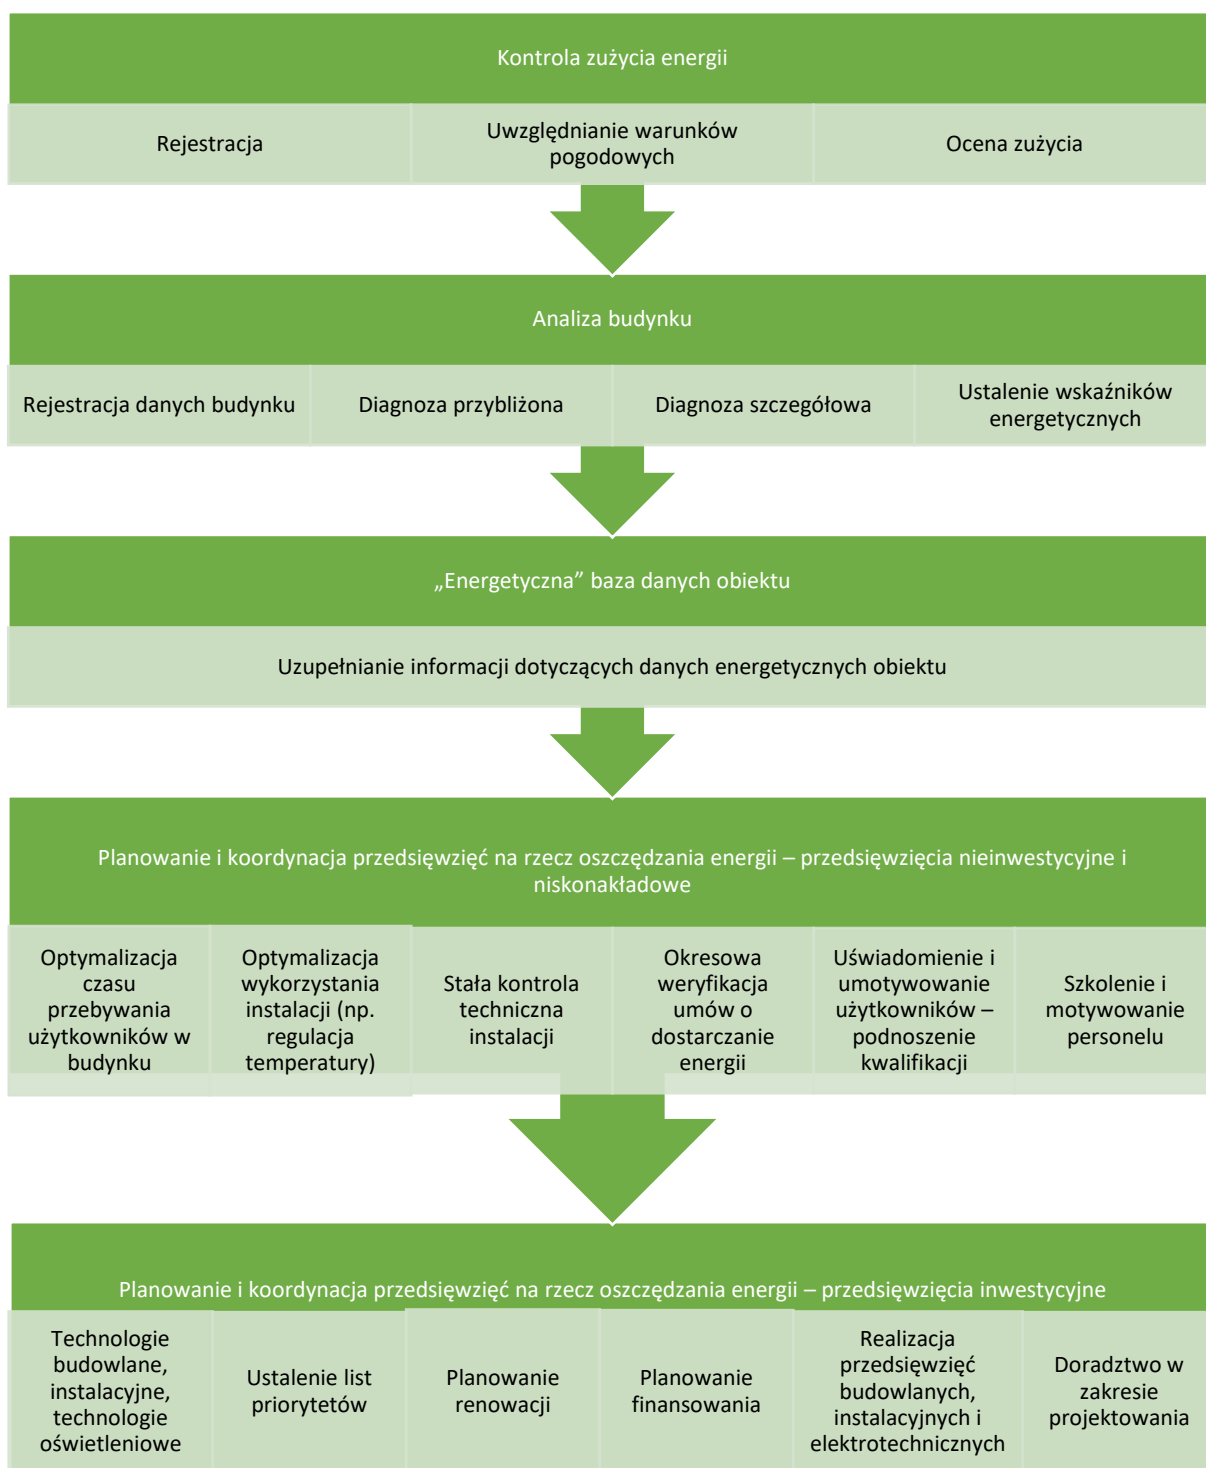 Kontrola zużycia energii
Rejestracja
Uwzględnianie warunków
pogodowych
Ocena zużycia
Analiza budynku
Rejestracja danych budynku
Diagnoza przybliżona
Diagnoza szczegółowa
Ustalenie wskaźników
energetycznych
„Energetyczna” baza danych obiektu
Uzupełnianie informacji dotyczących danych energetycznych obiektu
Planowanie i koordynacja przedsięwzięć na rzecz oszczędzania energii – przedsięwzięcia nieinwestycyjne i
niskonakładowe
Optymalizacja
czasu
przebywania
użytkowników w
budynku
Optymalizacja
wykorzystania
instalacji (np.
regulacja
temperatury)
Stała kontrola
techniczna
instalacji
Okresowa
weryfikacja
umów o
dostarczanie
energii
Uświadomienie i
umotywowanie
użytkowników –
podnoszenie
kwalifikacji
Szkolenie i
motywowanie
personelu
Planowanie i koordynacja przedsięwzięć na rzecz oszczędzania energii – przedsięwzięcia inwestycyjne
Technologie
budowlane,
instalacyjne,
technologie
oświetleniowe
Ustalenie list
priorytetów
Planowanie
renowacji
Planowanie
finansowania
Realizacja
przedsięwzięć
budowlanych,
instalacyjnych i
elektrotechnicznych
Doradztwo w
zakresie
projektowania